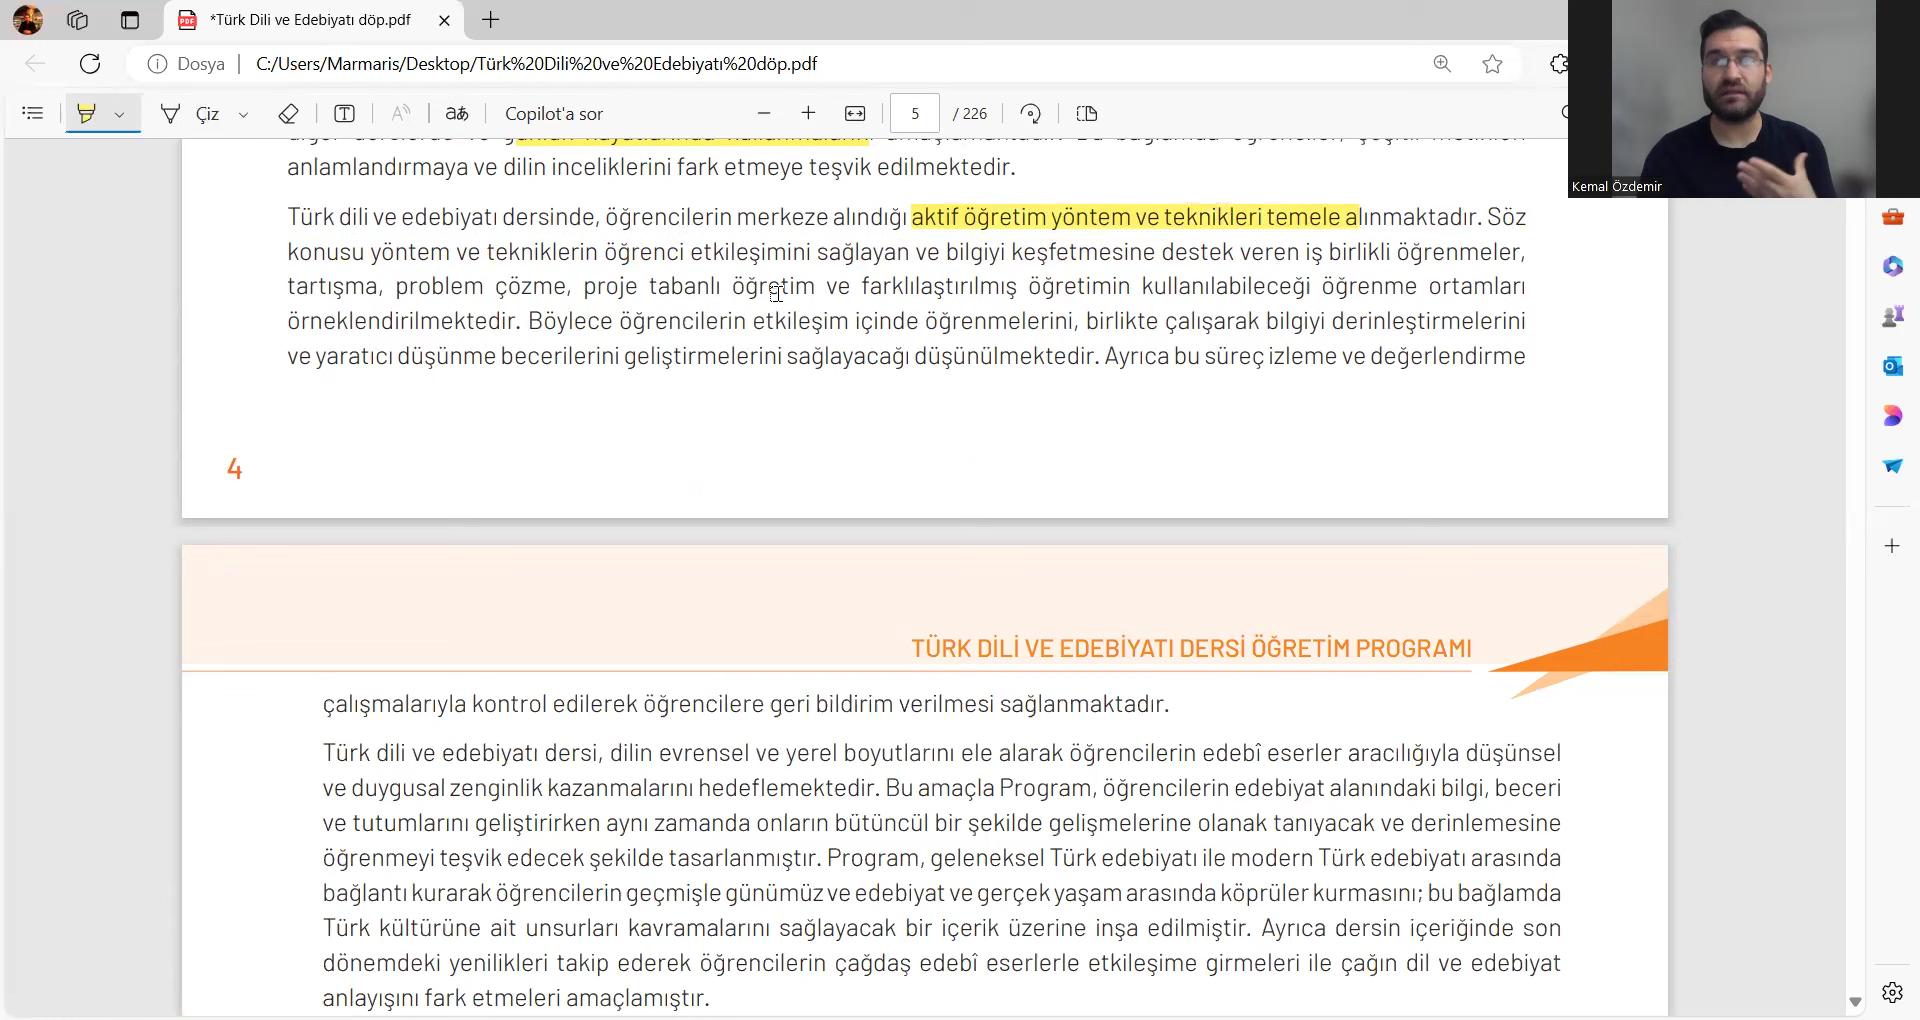 *Türk Dili ve Edebiyatı döp.pdf
Dosya
C:/Users/Marmaris/Desktop/Türk%20Dili%20ve%20Edebiyatı%20döp.pdf
Çiz
aあ
Copilot'a sor
5
/ 226
Kemal Özdemir
anlamlandırmaya ve dilin inceliklerini fark etmeye teşvik edilmektedir.
Türk dili ve edebiyatı dersinde, öğrencilerin merkeze alındığı aktif öğretim yöntem ve teknikleri temele alınmaktadır. Söz
konusu yöntem ve tekniklerin öğrenci etkileşimini sağlayan ve bilgiyi keşfetmesine destek veren iş birlikli öğrenmeler,
tartışma, problem çözme, proje tabanlı öğretim ve farklılaştırılmış öğretimin kullanılabileceği öğrenme ortamları
örneklendirilmektedir. Böylece öğrencilerin etkileşim içinde öğrenmelerini, birlikte çalışarak bilgiyi derinleştirmelerini
ve yaratıcı düşünme becerilerini geliştirmelerini sağlayacağı düşünülmektedir. Ayrıca bu süreç izleme ve değerlendirme
4
TÜRK DİLİ VE EDEBİYATI DERSİ ÖĞRETİM PROGRAMI
çalışmalarıyla kontrol edilerek öğrencilere geri bildirim verilmesi sağlanmaktadır.
Türk dili ve edebiyatı dersi, dilin evrensel ve yerel boyutlarını ele alarak öğrencilerin edebî eserler aracılığıyla düşünsel
ve duygusal zenginlik kazanmalarını hedeflemektedir. Bu amaçla Program, öğrencilerin edebiyat alanındaki bilgi, beceri
ve tutumlarını geliştirirken aynı zamanda onların bütüncül bir şekilde gelişmelerine olanak tanıyacak ve derinlemesine
öğrenmeyi teşvik edecek şekilde tasarlanmıştır. Program, geleneksel Türk edebiyatı ile modern Türk edebiyatı arasında
bağlantı kurarak öğrencilerin geçmişle günümüz ve edebiyat ve gerçek yaşam arasında köprüler kurmasını; bu bağlamda
Türk kültürüne ait unsurları kavramalarını sağlayacak bir içerik üzerine inşa edilmiştir. Ayrıca dersin içeriğinde son
dönemdeki yenilikleri takip ederek öğrencilerin çağdaş edebî eserlerle etkileşime girmeleri ile çağın dil ve edebiyat
anlayışını fark etmeleri amaçlamıştır.